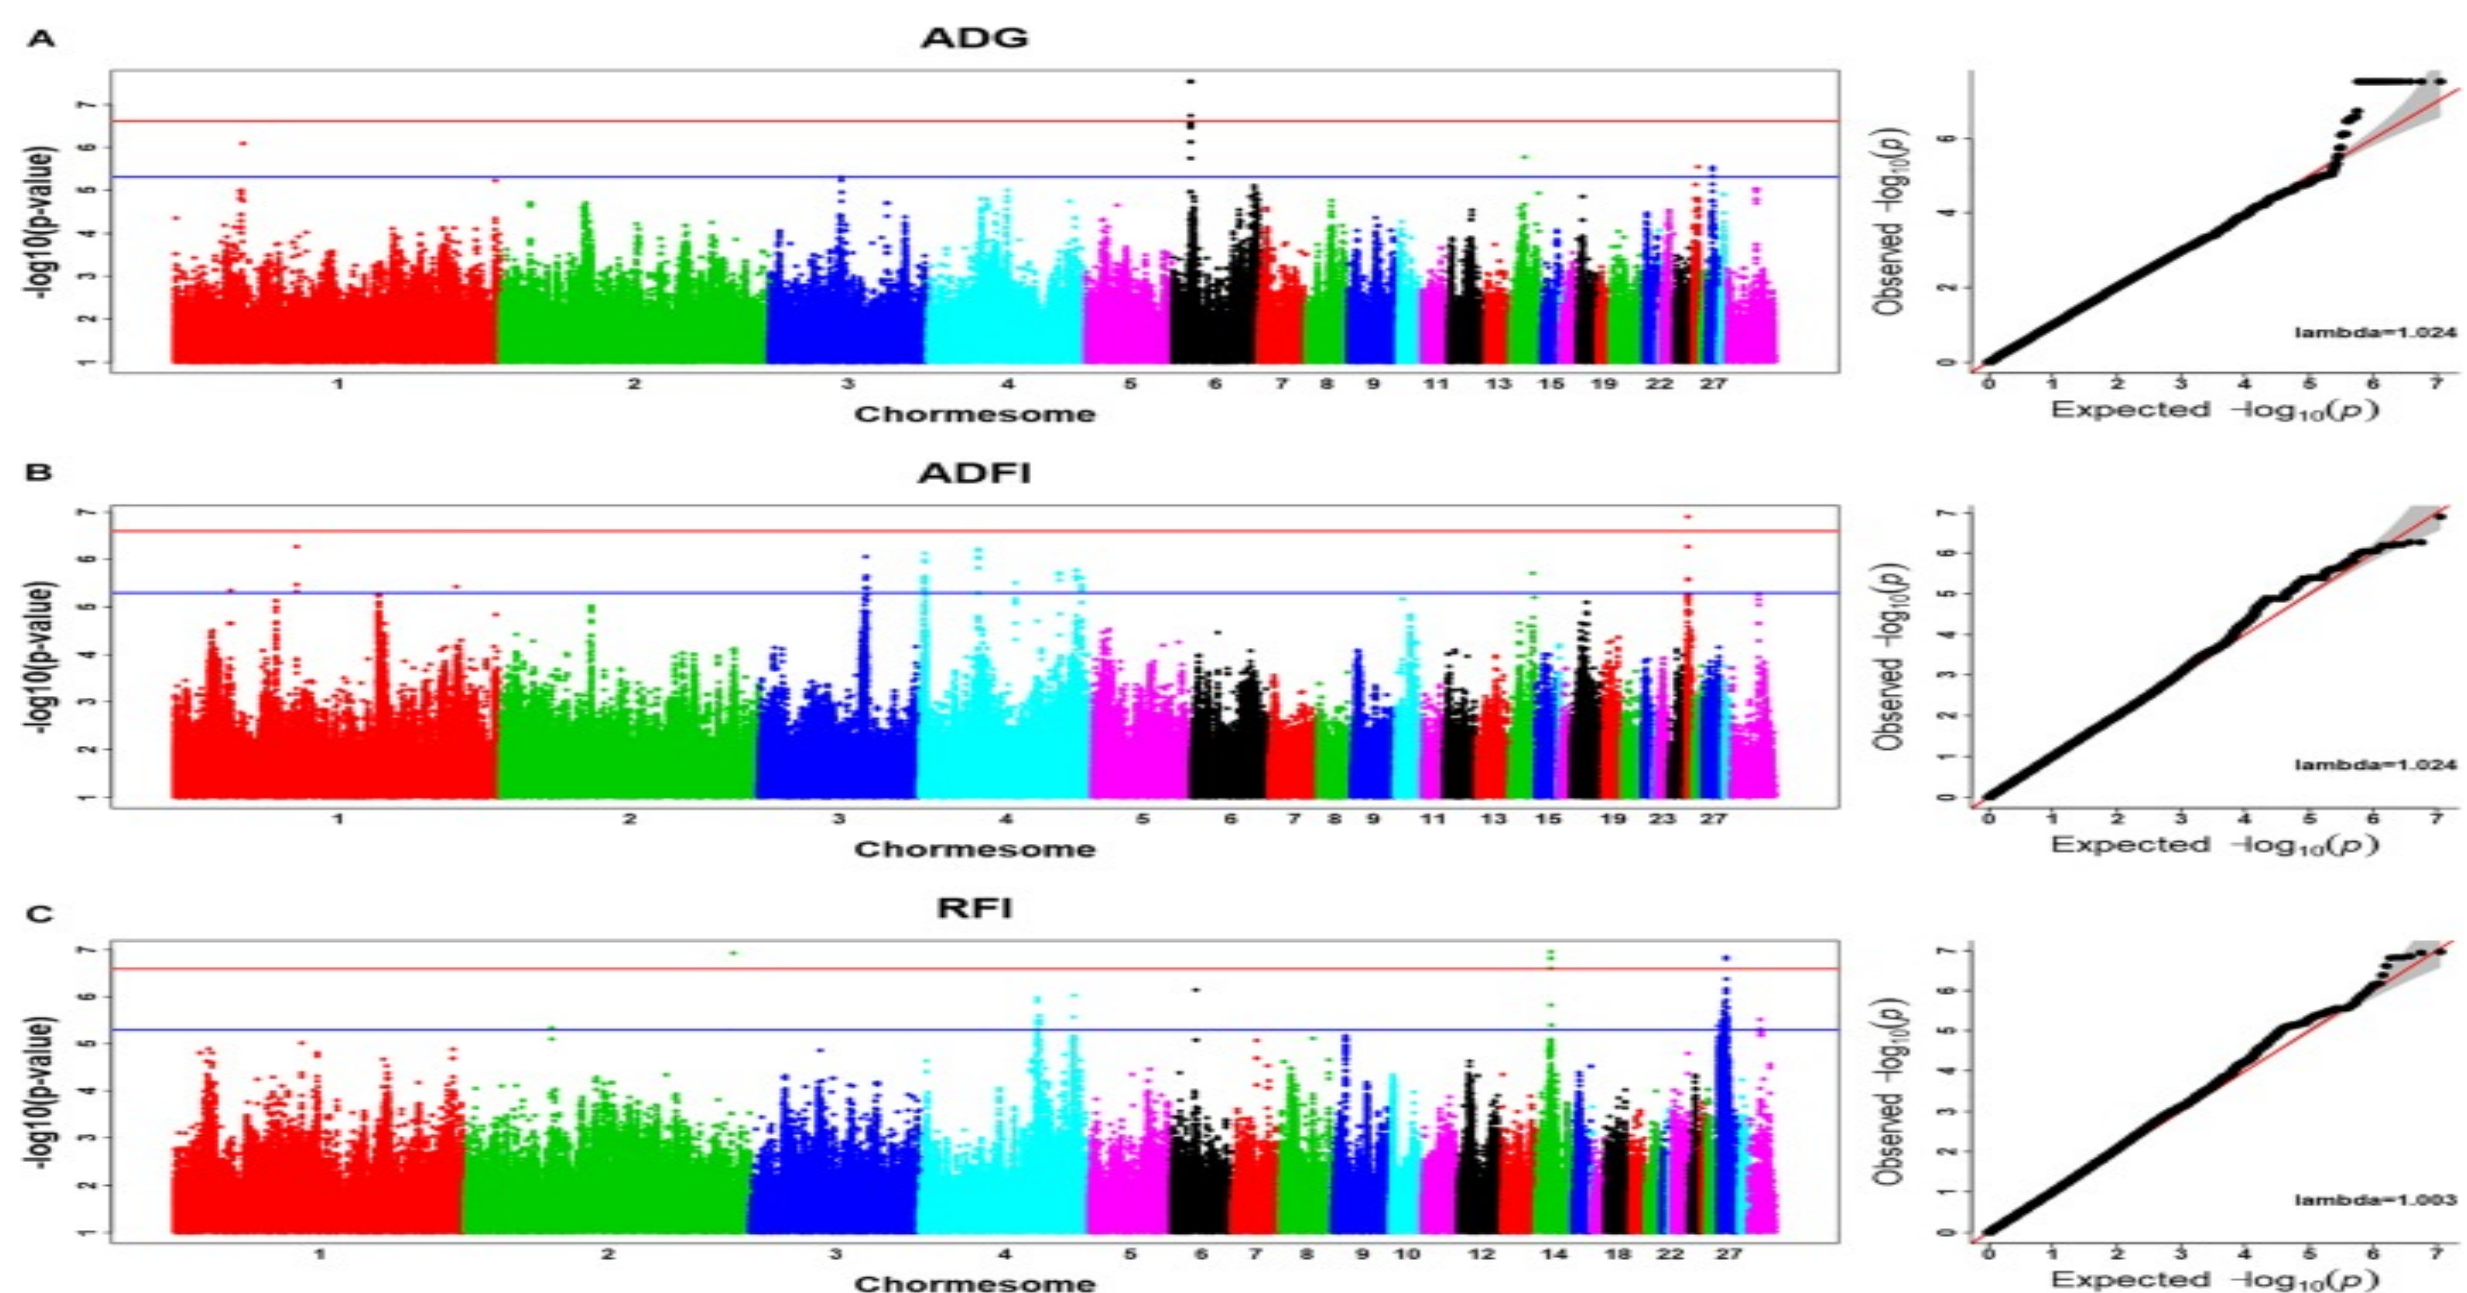 A
ADG
-log10(p-value)
1 2 3 4 5 6 7
1 2 3 4 5 6 7 8 9 11 13 15 19 22 27
Chormesome
Observed -log10(p)
0 2 4 6
lambda=1.024
0 1 2 3 4 5 6 7
Expected -log10(p)
B
ADFI
-log10(p-value)
1 2 3 4 5 6 7
1 2 3 4 5 6 7 8 9 11 13 15 19 23 27
Chormesome
Observed -log10(p)
0 1 2 3 4 5 6 7
lambda=1.024
0 1 2 3 4 5 6 7
Expected -log10(p)
C
RFI
-log10(p-value)
1 2 3 4 5 6 7
1 2 3 4 5 6 7 8 9 10 12 14 18 22 27
Chormesome
Observed -log10(p)
0 1 2 3 4 5 6 7
lambda=1.003
0 1 2 3 4 5 6 7
Expected -log10(p)